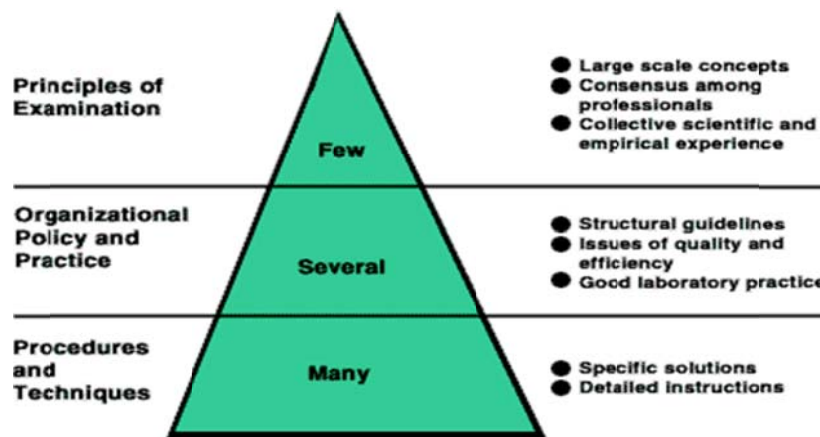 Principles of
Examination
Few
Large scale concepts
Consensus among
professionals
Collective scientific and
empirical experience
Organizational
Policy and
Practice
Several
Structural guidelines
Issues of quality and
efficiency
Good laboratory practice
Procedures
and
Techniques
Many
Specific solutions
Detailed instructions